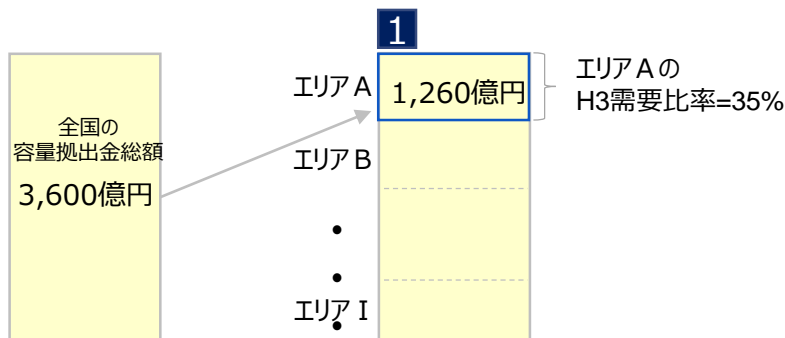 1
エリアA
1,260億円
エリアAの
H3需要比率=35%
全国の
容量拠出金総額
3,600億円
エリアB
•
•
エリアI
•